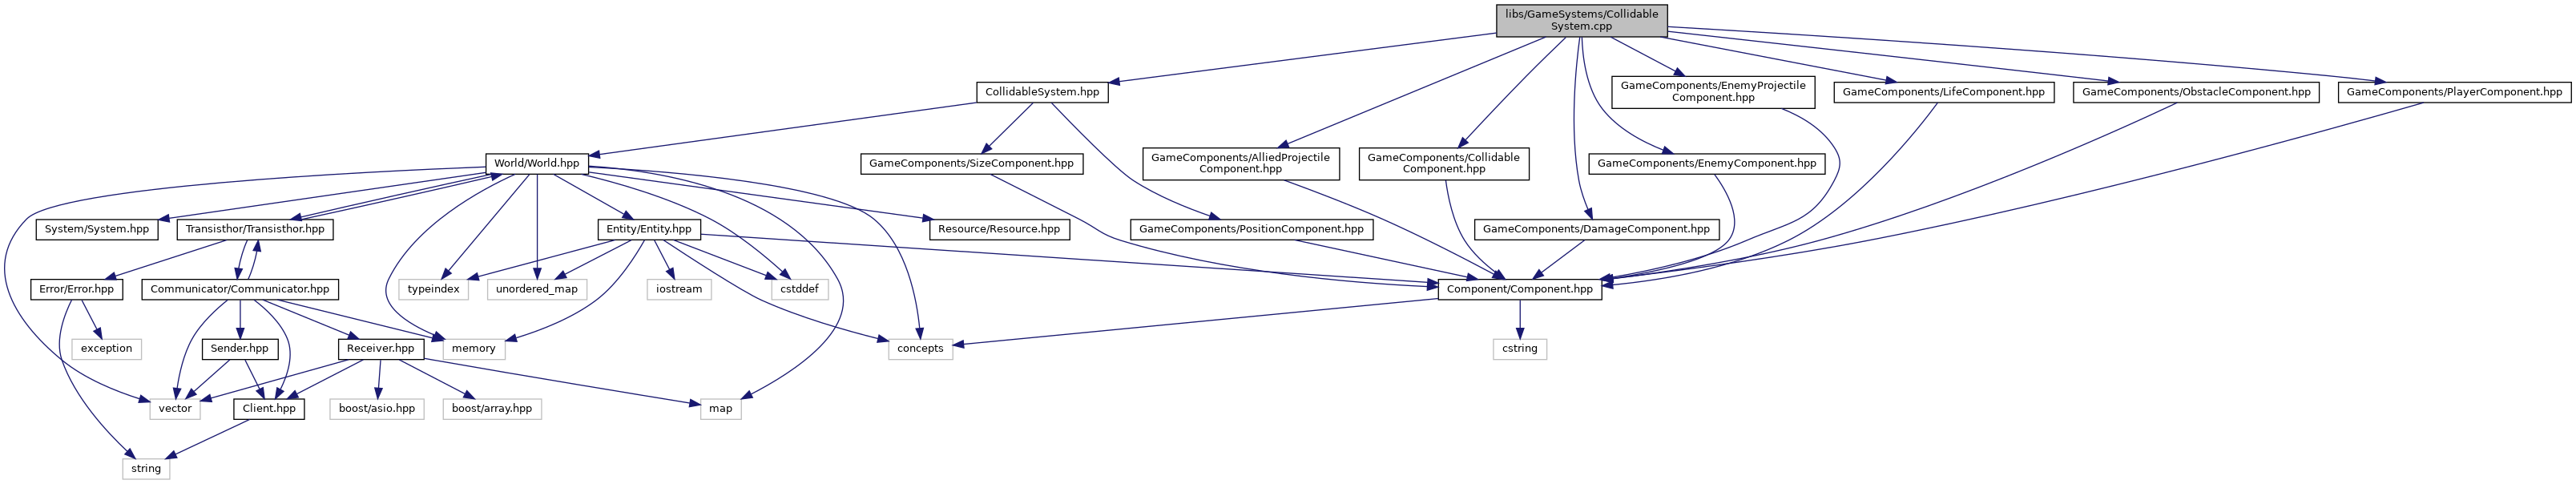 libs/GameSystems/Collidable
System.cpp
CollidableSystem.hpp
GameComponents/EnemyProjectile
Component.hpp
GameComponents/LifeComponent.hpp
GameComponents/ObstacleComponent.hpp
GameComponents/PlayerComponent.hpp
World/World.hpp
GameComponents/SizeComponent.hpp
GameComponents/AlliedProjectile
Component.hpp
GameComponents/Collidable
Component.hpp
GameComponents/EnemyComponent.hpp
System/System.hpp
Transisthor/Transisthor.hpp
Entity/Entity.hpp
Resource/Resource.hpp
GameComponents/PositionComponent.hpp
GameComponents/DamageComponent.hpp
Error/Error.hpp
Communicator/Communicator.hpp
typeindex
unordered_map
iostream
cstddef
Component/Component.hpp
exception
Sender.hpp
Receiver.hpp
memory
concepts
cstring
vector
Client.hpp
boost/asio.hpp
boost/array.hpp
map
string